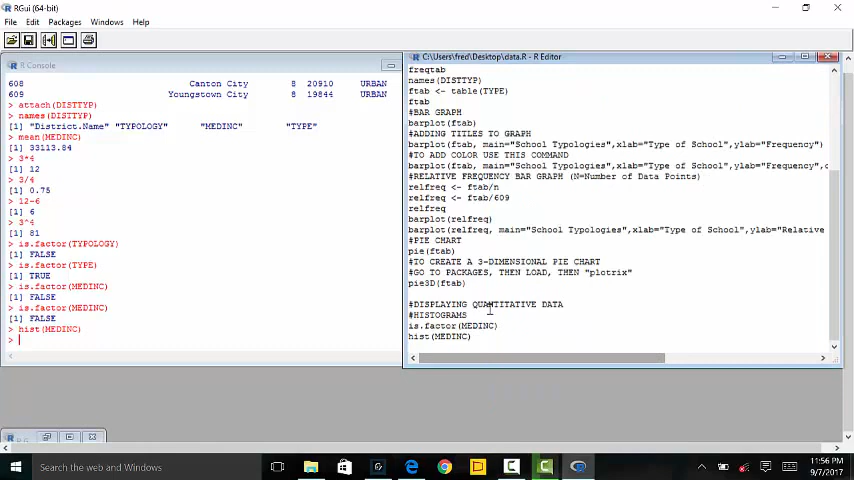 RGui (64-bit)
File Edit Packages Windows Help
R Console
608 Canton City 8 20910 URBAN
609 Youngstown City 8 19844 URBAN
> attach(DISTTYP)
> names(DISTTYP)
[1] "District.Name" "TYPOLOGY" "MEDINC" "TYPE"
> mean(MEDINC)
[1] 33113.84
> 3*4
[1] 12
> 3/4
[1] 0.75
> 12-6
[1] 6
> 3^4
[1] 81
> is.factor(TYPOLOGY)
[1] FALSE
> is.factor(TYPE)
[1] TRUE
> is.factor(MEDINC)
[1] FALSE
> is.factor(MEDINC)
[1] FALSE
> hist(MEDINC)
>
C:\Users\fred\Desktop\data.R - R Editor
freqtab
names(DISTTYP)
ftab <- table(TYPE)
ftab
#BAR GRAPH
barplot(ftab)
#ADDING TITLES TO GRAPH
barplot(ftab, main="School Typologies",xlab="Type of School",ylab="Frequency")
#TO ADD COLOR USE THIS COMMAND
barplot(ftab, main="School Typologies",xlab="Type of School",ylab="Frequency",
#RELATIVE FREQUENCY BAR GRAPH (N=Number of Data Points)
relfreq <- ftab/n
relfreq <- ftab/609
relfreq
barplot(relfreq)
barplot(relfreq, main="School Typologies",xlab="Type of School",ylab="Relative
#PIE CHART
pie(ftab)
#TO CREATE A 3-DIMENSIONAL PIE CHART
#GO TO PACKAGES, THEN LOAD, THEN "plotrix"
pie3D(ftab)
#DISPLAYING QUANTITATIVE DATA
#HISTOGRAMS
is.factor(MEDINC)
hist(MEDINC)
Search the web and Windows
11:56 PM
9/7/2017